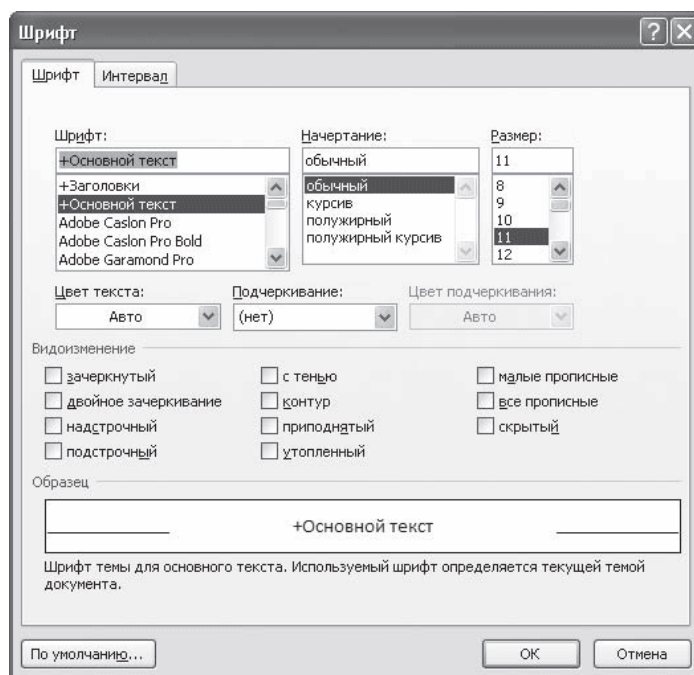 Шрифт
Шрифт Интервал
Шрифт: Начертание: Размер:
+Основной текст обычный 11
+Заголовки обычный 8
+Основной текст курсив 9
Adobe Caslon Pro полужирный 10
Adobe Caslon Pro Bold полужирный курсив 11
Adobe Garamond Pro 12
Цвет текста: Подчеркивание: Цвет подчеркивания:
Авто (нет) Авто
Видоизменение
зачеркнутый с тенью малые прописные
двойное зачеркивание контур все прописные
надстрочный приподнятый скрытый
подстрочный утопленный
Образец
+Основной текст
Шрифт темы для основного текста. Используемый шрифт определяется текущей темой
документа.
По умолчанию... ОК Отмена